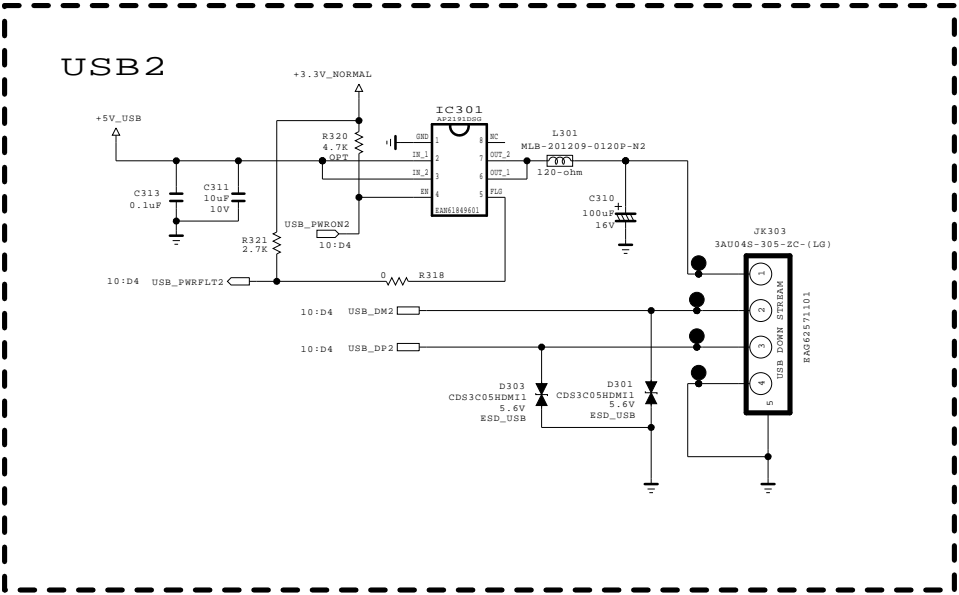 USB2
+3.3V_NORMAL
+5V_USB
IC301
AP2191DSG
R320
4.7K
OPT
GND
1
8
NC
IN_1
2
7
OUT_2
IN_2
3
6
OUT_1
EN
4
5
FLG
EAN61849601
L301
MLB-201209-0120P-N2
120-ohm
C313
0.1uF
C311
10uF
10V
C310
+
100uF
16V
USB_PWRON2
10:D4
R321
2.7K
JK303
3AU04S-305-ZC-(LG)
10:D4 USB_PWRFLT2
0 R318
10:D4 USB_DM2
10:D4 USB_DP2
1
2
3
4
5
USB DOWN STREAM
EAG62571101
D303
CDS3C05HDMI1
5.6V
ESD_USB
D301
CDS3C05HDMI1
5.6V
ESD_USB